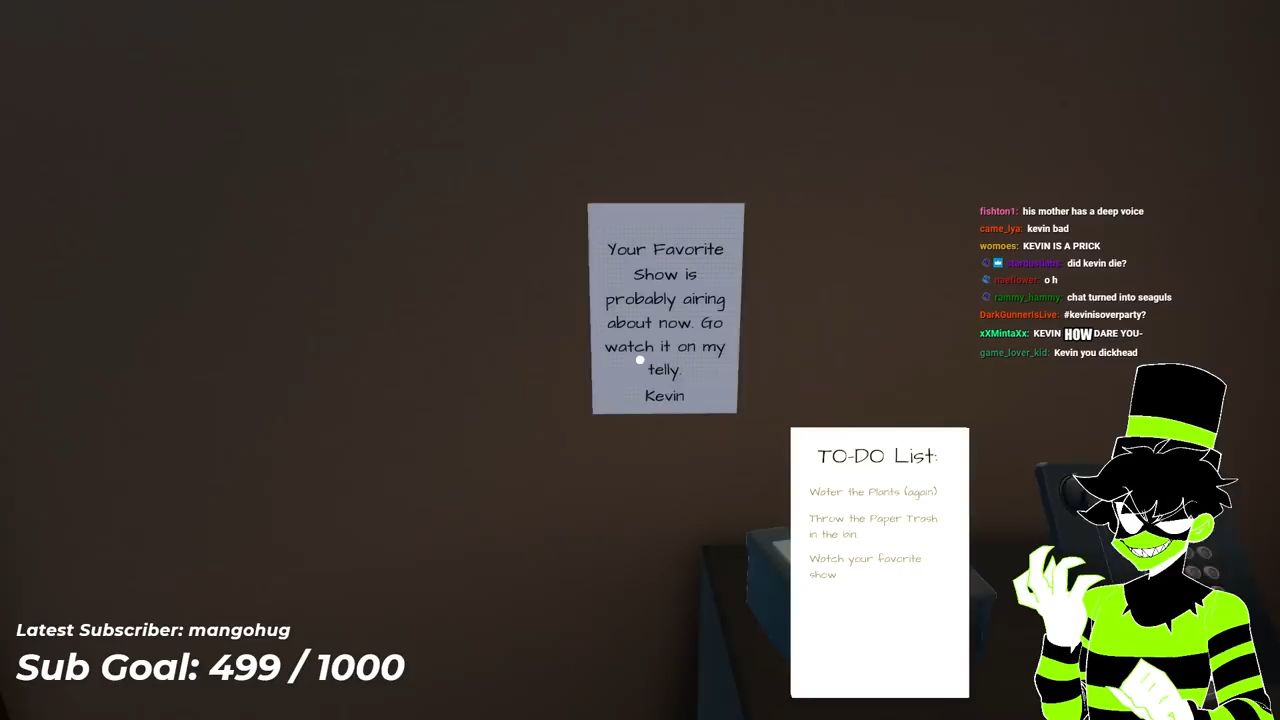 Your Favorite
Show is
probably airing
about now. Go
watch it on my
telly.
Kevin
fishton1: his mother has a deep voice
came_lya: kevin bad
womoes: KEVIN IS A PRICK
did kevin die?
naeflower: o h
rammy_hammy: chat turned into seaguls
DarkGunnerIsLive: #kevinisoverparty?
xXMintaXx: KEVIN HOW DARE YOU-
game_lover_kid: Kevin you dickhead
TO-DO List:
Water the Plants (again)
Throw the Paper Trash
in the bin
Watch your favorite
show
Latest Subscriber: mangohug
Sub Goal: 499 / 1000